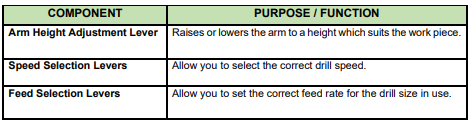 COMPONENT PURPOSE / FUNCTION
Arm Height Adjustment Lever Raises or lowers the arm to a height which suits the work piece.
Speed Selection Levers Allow you to select the correct drill speed.
Feed Selection Levers Allow you to set the correct feed rate for the drill size in use.